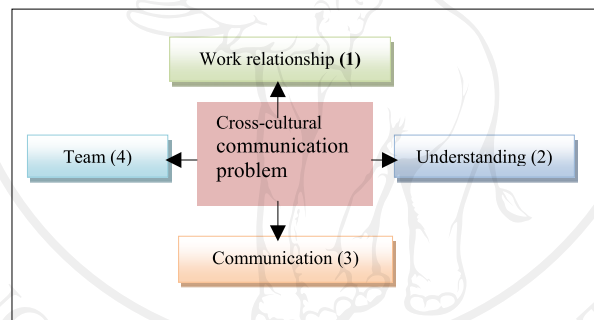 Work relationship (1)
Cross-cultural
communication
problem
Team (4)
Understanding (2)
Communication (3)